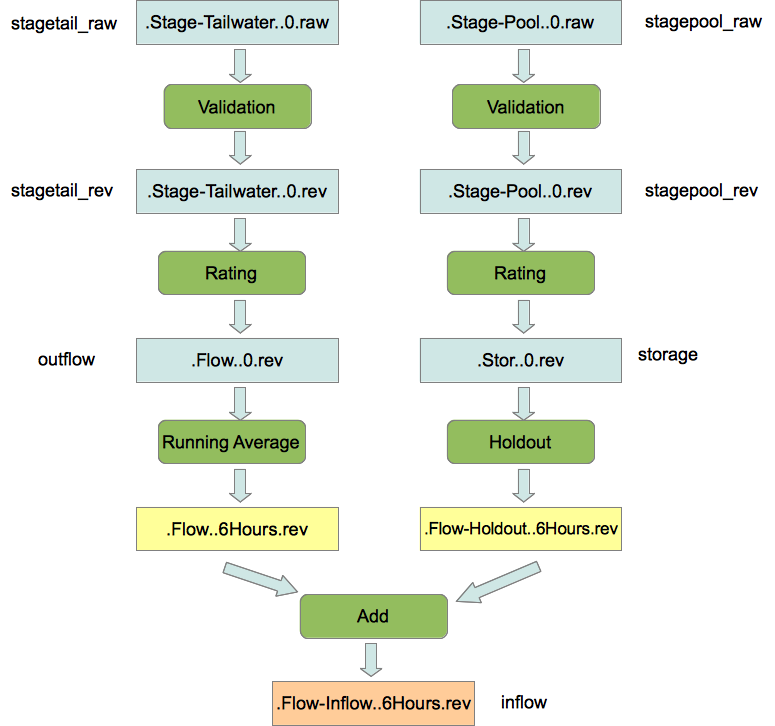 stagetail_raw
.Stage-Tailwater..0.raw
.Stage-Pool..0.raw
stagepool_raw
Validation
Validation
stagetail_rev
.Stage-Tailwater..0.rev
.Stage-Pool..0.rev
stagepool_rev
Rating
Rating
outflow
.Flow..0.rev
.Stor..0.rev
storage
Running Average
Holdout
.Flow..6Hours.rev
.Flow-Holdout..6Hours.rev
Add
.Flow-Inflow..6Hours.rev
inflow